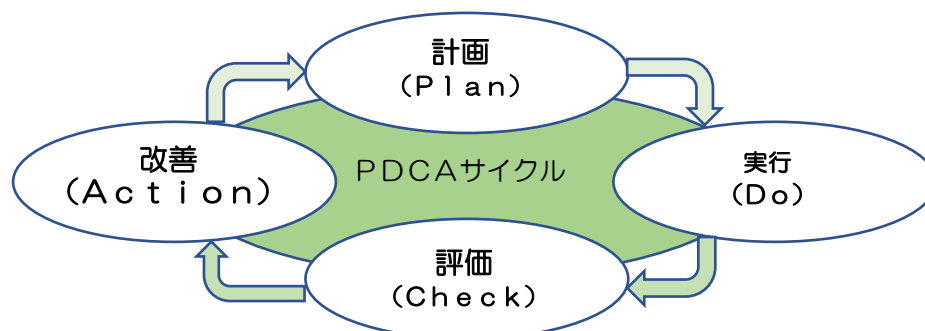 計画
(Plan)
改善
(Action)
PDCAサイクル
実行
(Do)
評価
(Check)